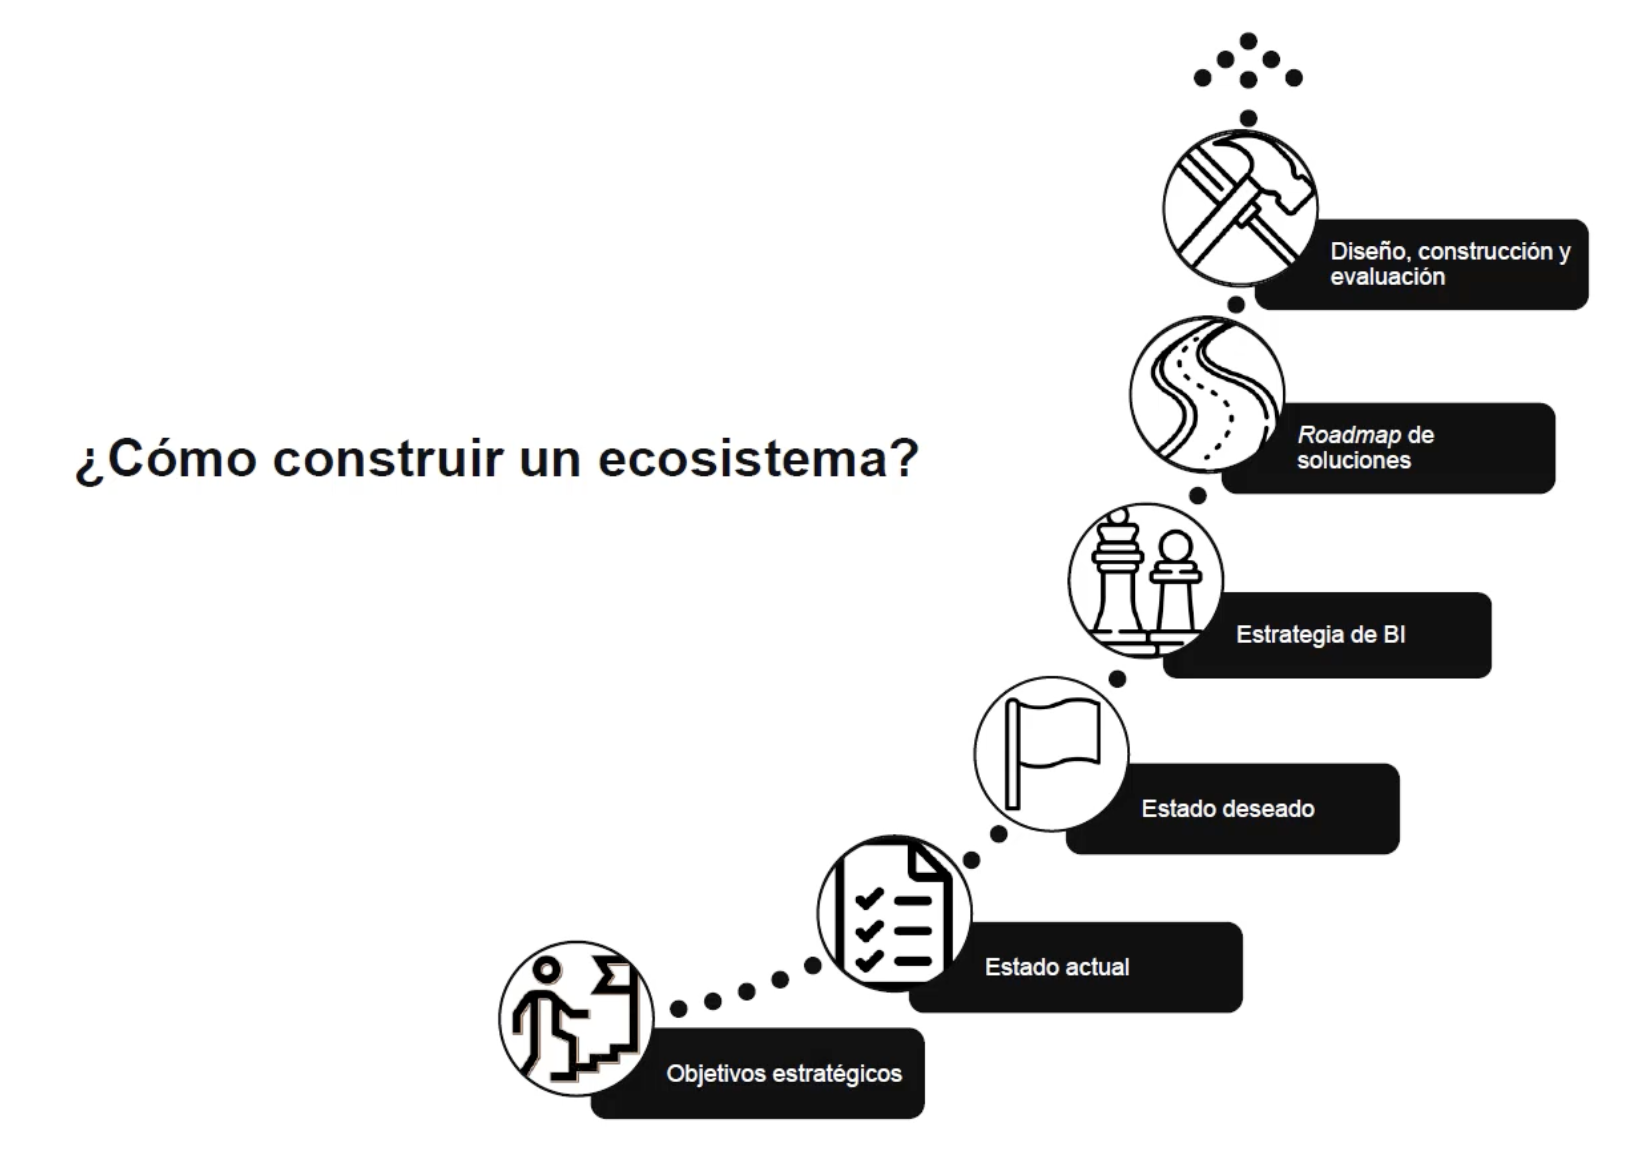 Diseño, construcción y
evaluación
Roadmap de
soluciones
¿Cómo construir un ecosistema?
Estrategia de BI
Estado deseado
Estado actual
Objetivos estratégicos